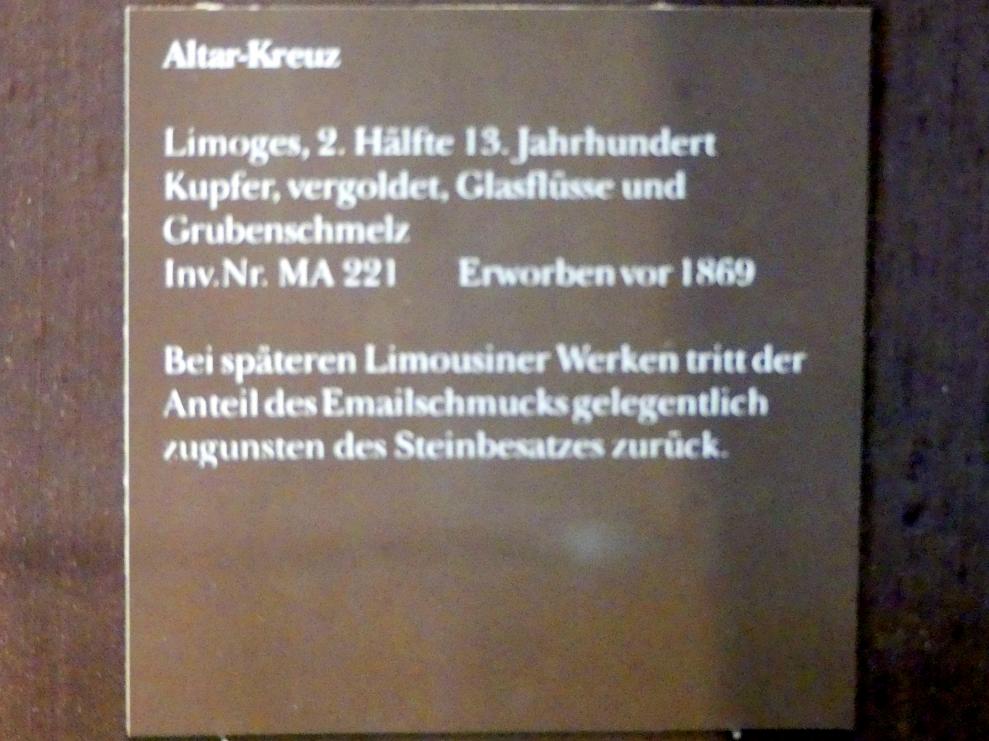 Altar-Kreuz
Limoges, 2. Hälfte 13. Jahrhundert
Kupfer, vergoldet, Glasflüsse und
Grubenschmelz
Inv.Nr. MA 221 Erworben vor 1869
Bei späteren Limousiner Werken tritt der
Anteil des Emailschmucks gelegentlich
zugunsten des Steinbesatzes zurück.